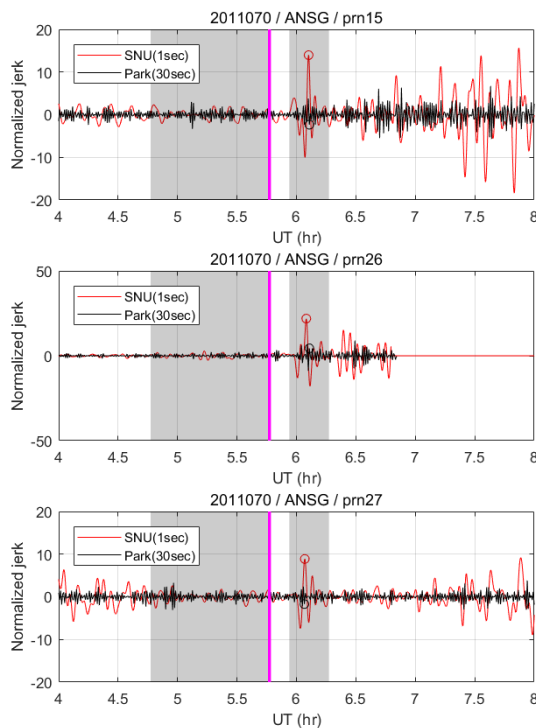 2011070 / ANSG / prn15
20
10
0
-10
-20
Normalized jerk
SNU(1sec)
Park(30sec)
4 4.5 5 5.5 6 6.5 7 7.5 8
UT (hr)
2011070 / ANSG / prn26
50
0
-50
Normalized jerk
SNU(1sec)
Park(30sec)
4 4.5 5 5.5 6 6.5 7 7.5 8
UT (hr)
2011070 / ANSG / prn27
20
10
0
-10
-20
Normalized jerk
SNU(1sec)
Park(30sec)
4 4.5 5 5.5 6 6.5 7 7.5 8
UT (hr)